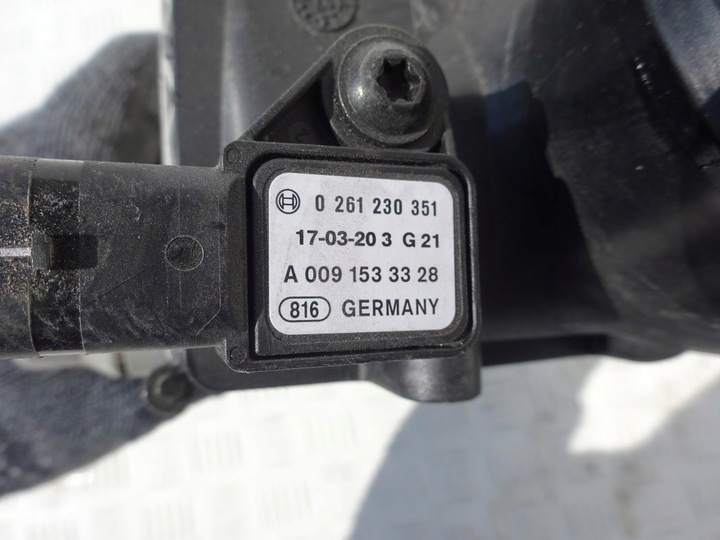 0 261 230 351
17-03-20 3 G 21
A 009 153 33 28
816 GERMANY